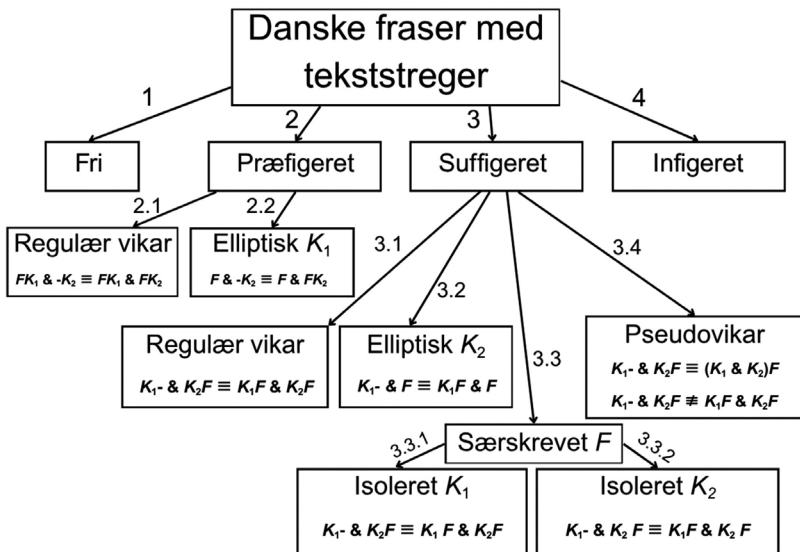 Danske fraser med
tekststreger
1
2
3
4
Fri
Præfigeret
Suffigeret
Infigeret
2.1
2.2
3.1
3.2
3.3
3.4
Regulær vikar
FK₁ & -K₂ ≡ FK₁ & FK₂
Elliptisk K₁
F & -K₂ ≡ F & FK₂
Regulær vikar
K₁- & K₂F ≡ K₁F & K₂F
Elliptisk K₂
K₁- & F ≡ K₁F & F
Pseudovikar
K₁- & K₂F ≡ (K₁ & K₂)F
K₁- & K₂F ≢ K₁F & K₂F
Særskrevet F
3.3.1
3.3.2
Isoleret K₁
K₁- & K₂F ≡ K₁ F & K₂F
Isoleret K₂
K₁- & K₂ F ≡ K₁F & K₂ F